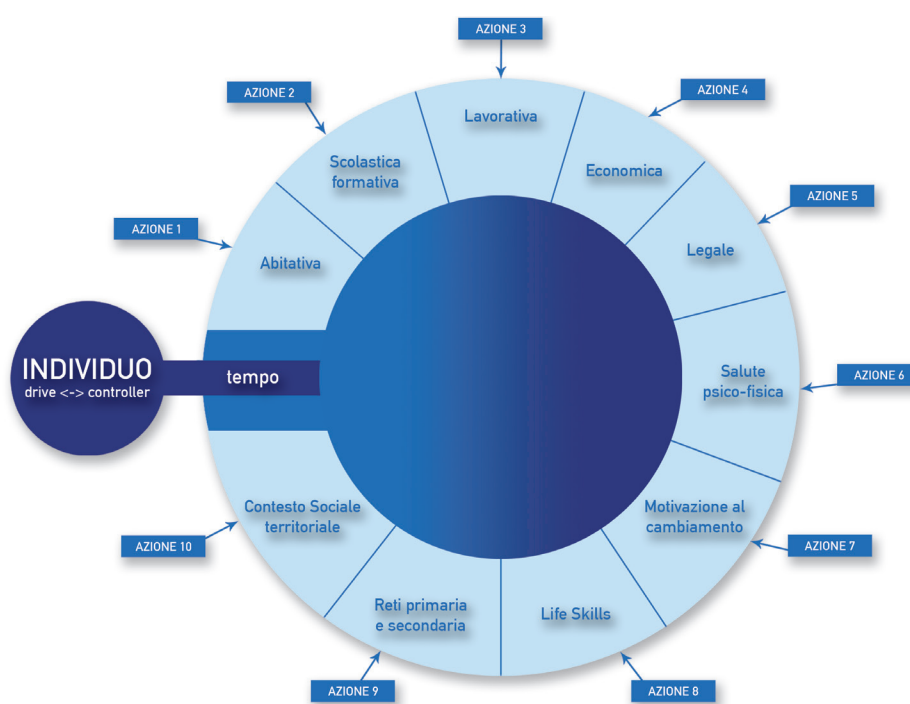 AZIONE 3
AZIONE 2
AZIONE 4
Lavorativa
Scolastica
formativa
Economica
AZIONE 1
AZIONE 5
Abitativa
Legale
INDIVIDUO
drive <-> controller
tempo
Salute
psico-fisica
AZIONE 6
Contesto Sociale
territoriale
Motivazione al
cambiamento
AZIONE 10
AZIONE 7
Reti primaria
e secondaria
Life Skills
AZIONE 9
AZIONE 8